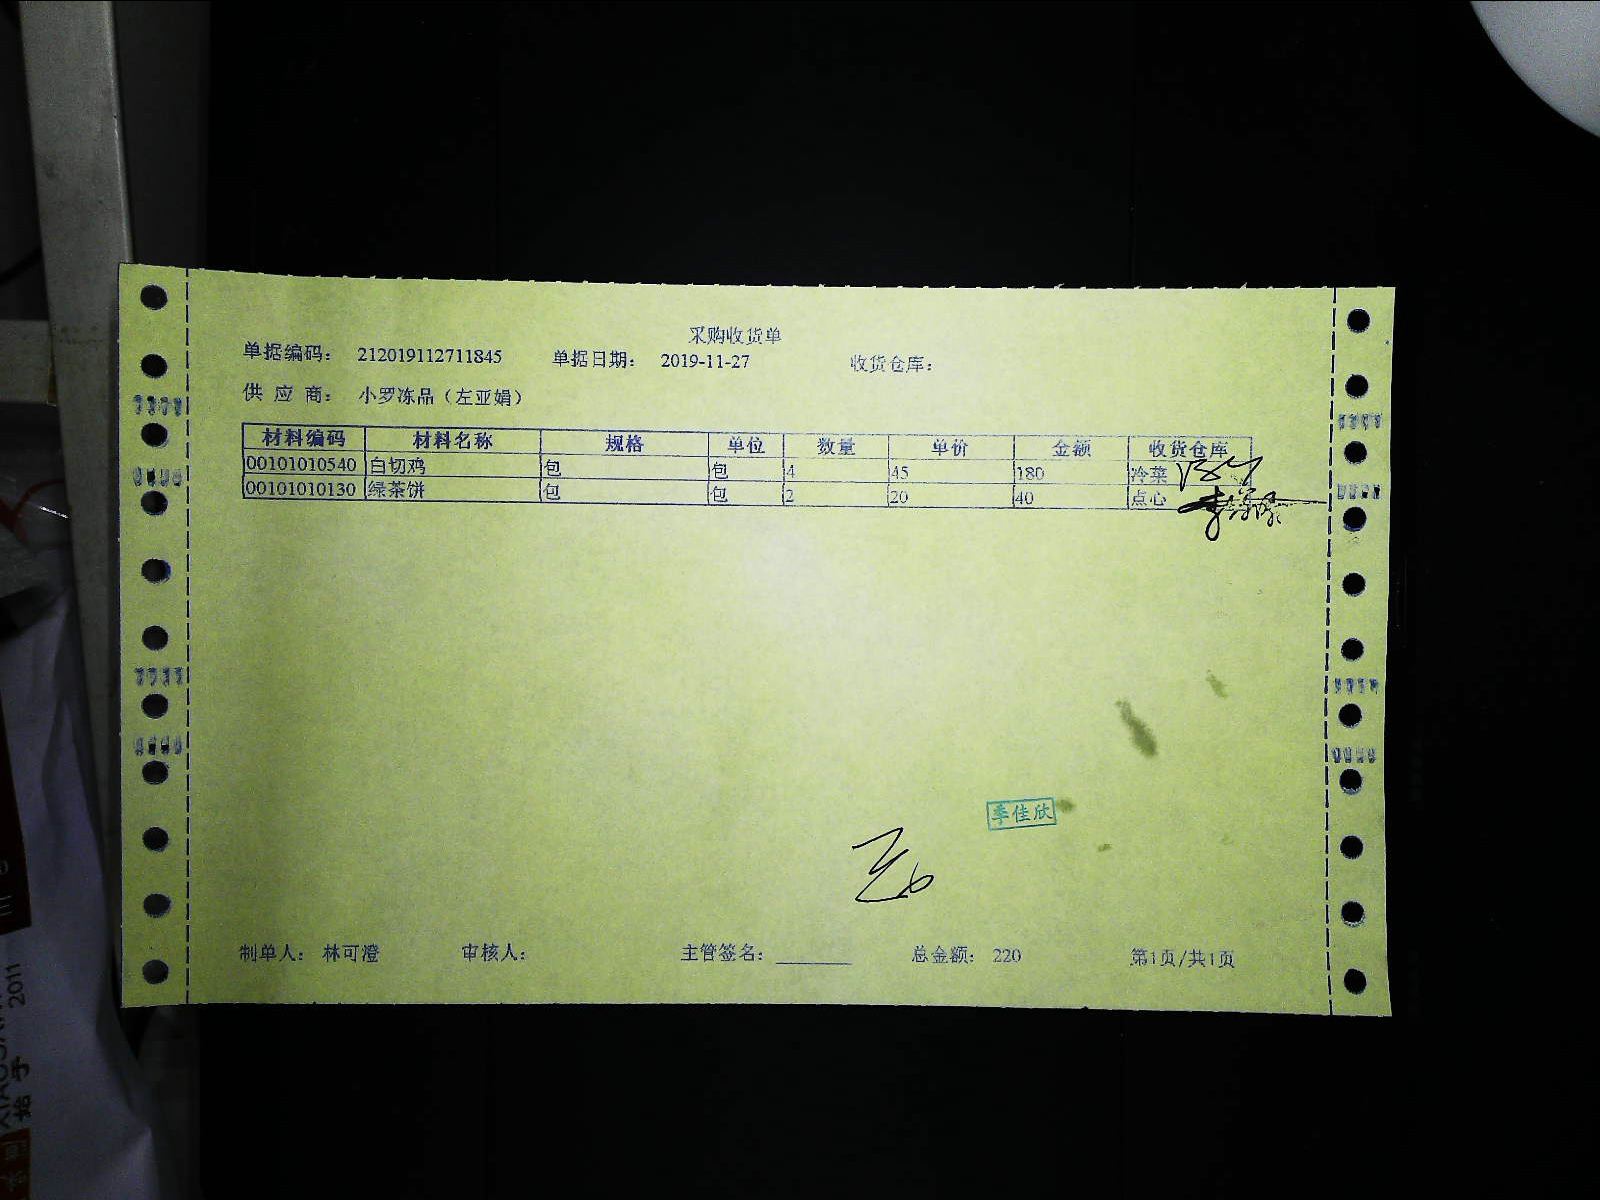 采购收货单
单据编码： 212019112711845 单据日期： 2019-11-27 收货仓库：
供 应 商： 小罗冻品（左亚娟）
材料编码 材料名称 规格 单位 数量 单价 金额 收货仓库
00101010540 白切鸡 包 包 4 45 180 冷菜
00101010130 绿茶饼 包 包 2 20 40 点心
季佳欣
制单人： 林可澄 审核人： 主管签名： 总金额： 220 第1页/共1页
2011